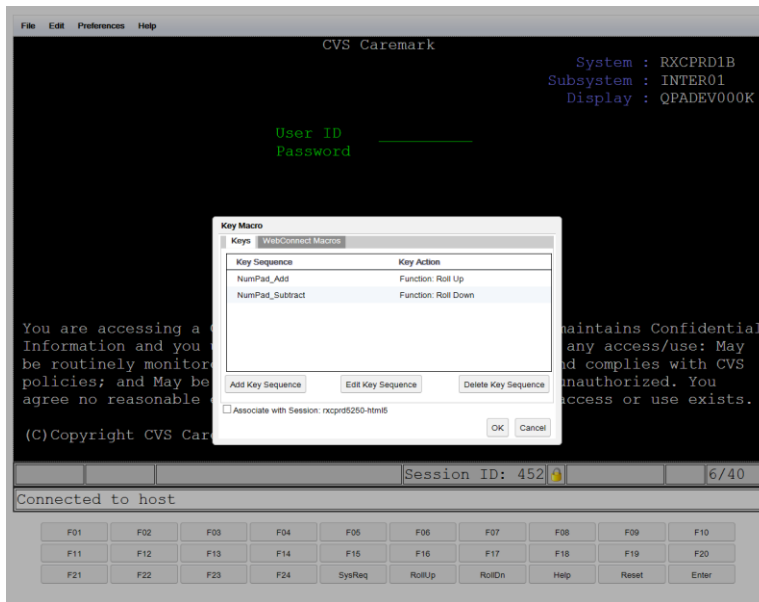 File Edit Preferences Help
CVS Caremark
System : RXCPRD1B
Subsystem : INTER01
Display : QPADEV000K
User ID
Password
Key Macro
Keys WebConnect Macros
Key Sequence Key Action
NumPad_Add Function: Roll Up
NumPad_Subtract Function: Roll Down
Add Key Sequence Edit Key Sequence Delete Key Sequence
Associate with Session: rxcprd5250-html5
OK Cancel
You are accessing a maintains Confidential
Information and you any access/use: May
be routinely monitor nd complies with CVS
policies; and May be unauthorized. You
agree no reasonable access or use exists.
(C)Copyright CVS Car
Session ID: 452 6/40
Connected to host
F01 F02 F03 F04 F05 F06 F07 F08 F09 F10
F11 F12 F13 F14 F15 F16 F17 F18 F19 F20
F21 F22 F23 F24 SysReq RollUp RollDn Help Reset Enter